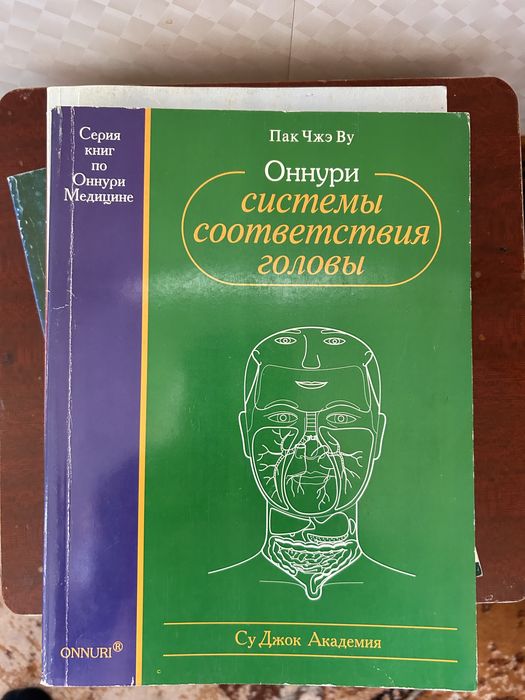 Серия
книг
по
Оннури
Медицине
Пак Чжэ Ву
Оннури
системы
соответствия
головы
Су Джок Академия
ONNURI®